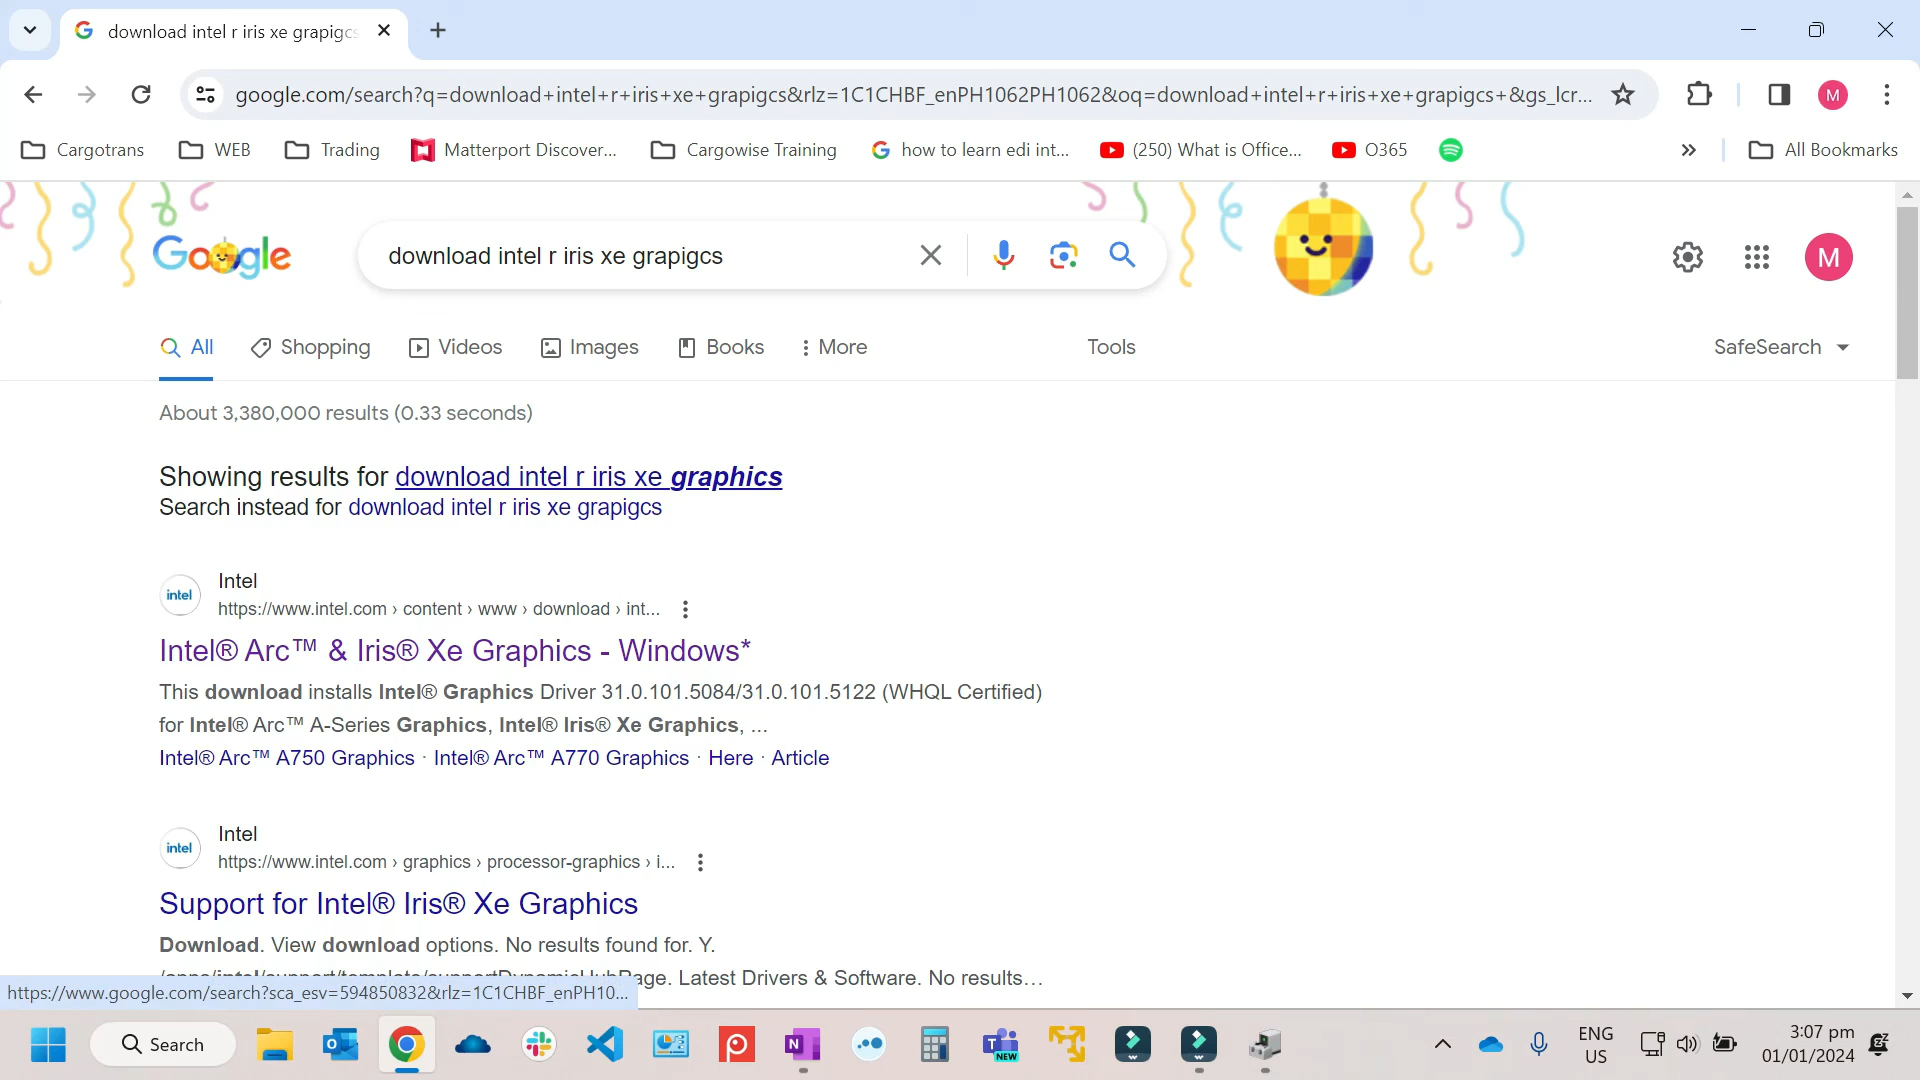 download intel r iris xe grapigcs
google.com/search?q=download+intel+r+iris+xe+grapigcs&rlz=1C1CHBF_enPH1062PH1062&oq=download+intel+r+iris+xe+grapigcs+&gs_lcr...
M
Cargotrans
WEB
Trading
Matterport Discover...
Cargowise Training
how to learn edi int...
(250) What is Office...
O365
»
All Bookmarks
Google
download intel r iris xe grapigcs
M
All
Shopping
Videos
Images
Books
More
Tools
SafeSearch
About 3,380,000 results (0.33 seconds)
Showing results for download intel r iris xe graphics
Search instead for download intel r iris xe grapigcs
intel
Intel
https://www.intel.com › content › www › download › int...
Intel® Arc™ & Iris® Xe Graphics - Windows*
This download installs Intel® Graphics Driver 31.0.101.5084/31.0.101.5122 (WHQL Certified)
for Intel® Arc™ A-Series Graphics, Intel® Iris® Xe Graphics, ...
Intel® Arc™ A750 Graphics · Intel® Arc™ A770 Graphics · Here · Article
intel
Intel
https://www.intel.com › graphics › processor-graphics › i...
Support for Intel® Iris® Xe Graphics
Download. View download options. No results found for. Y.
age. Latest Drivers & Software. No results...
https://www.google.com/search?sca_esv=594850832&rlz=1C1CHBF_enPH10...
Search
NEW
ENG
US
3:07 pm
01/01/2024